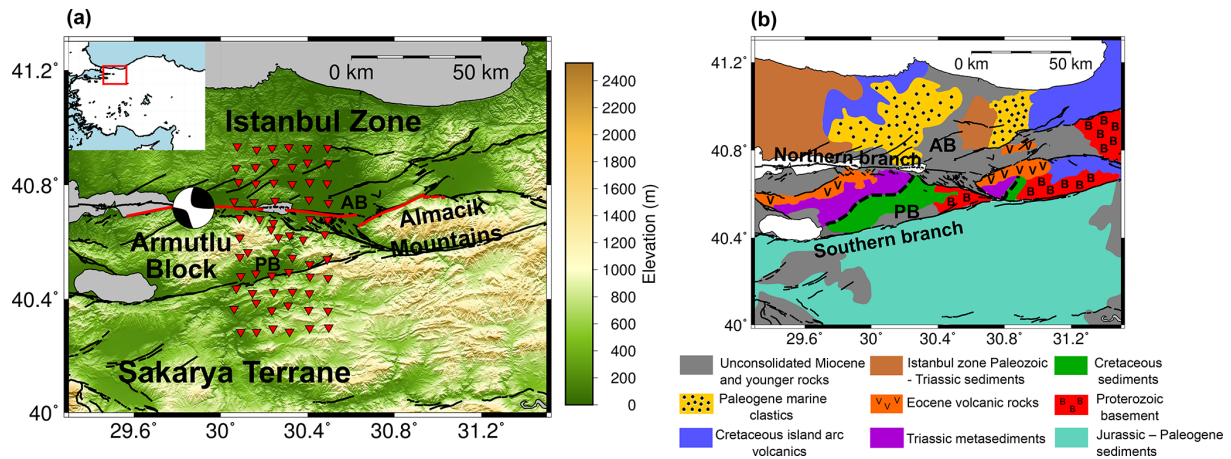 (a)
0 km
50 km
41.2°
40.8°
40.4°
40°
29.6°
30°
30.4°
30.8°
31.2°
Istanbul Zone
AB
Almacik
Mountains
Armutlu
Block
PB
Sakarya Terrane
2400
2200
2000
1800
1600
1400
1200
1000
800
600
400
200
0
Elevation (m)
(b)
0 km
50 km
41.2°
40.8°
40.4°
40°
29.6°
30°
30.4°
30.8°
31.2°
AB
Northern branch
PB
Southern branch
V V
V
V
V
V V V V
V V
B B
B B
B B
B
B
B
B
B
B
Unconsolidated Miocene
and younger rocks
Istanbul zone Paleozoic
- Triassic sediments
Cretaceous
sediments
Paleogene marine
clastics
V V V
Eocene volcanic rocks
B B B
Proterozoic
basement
Cretaceous island arc
volcanics
Triassic metasediments
Jurassic – Paleogene
sediments